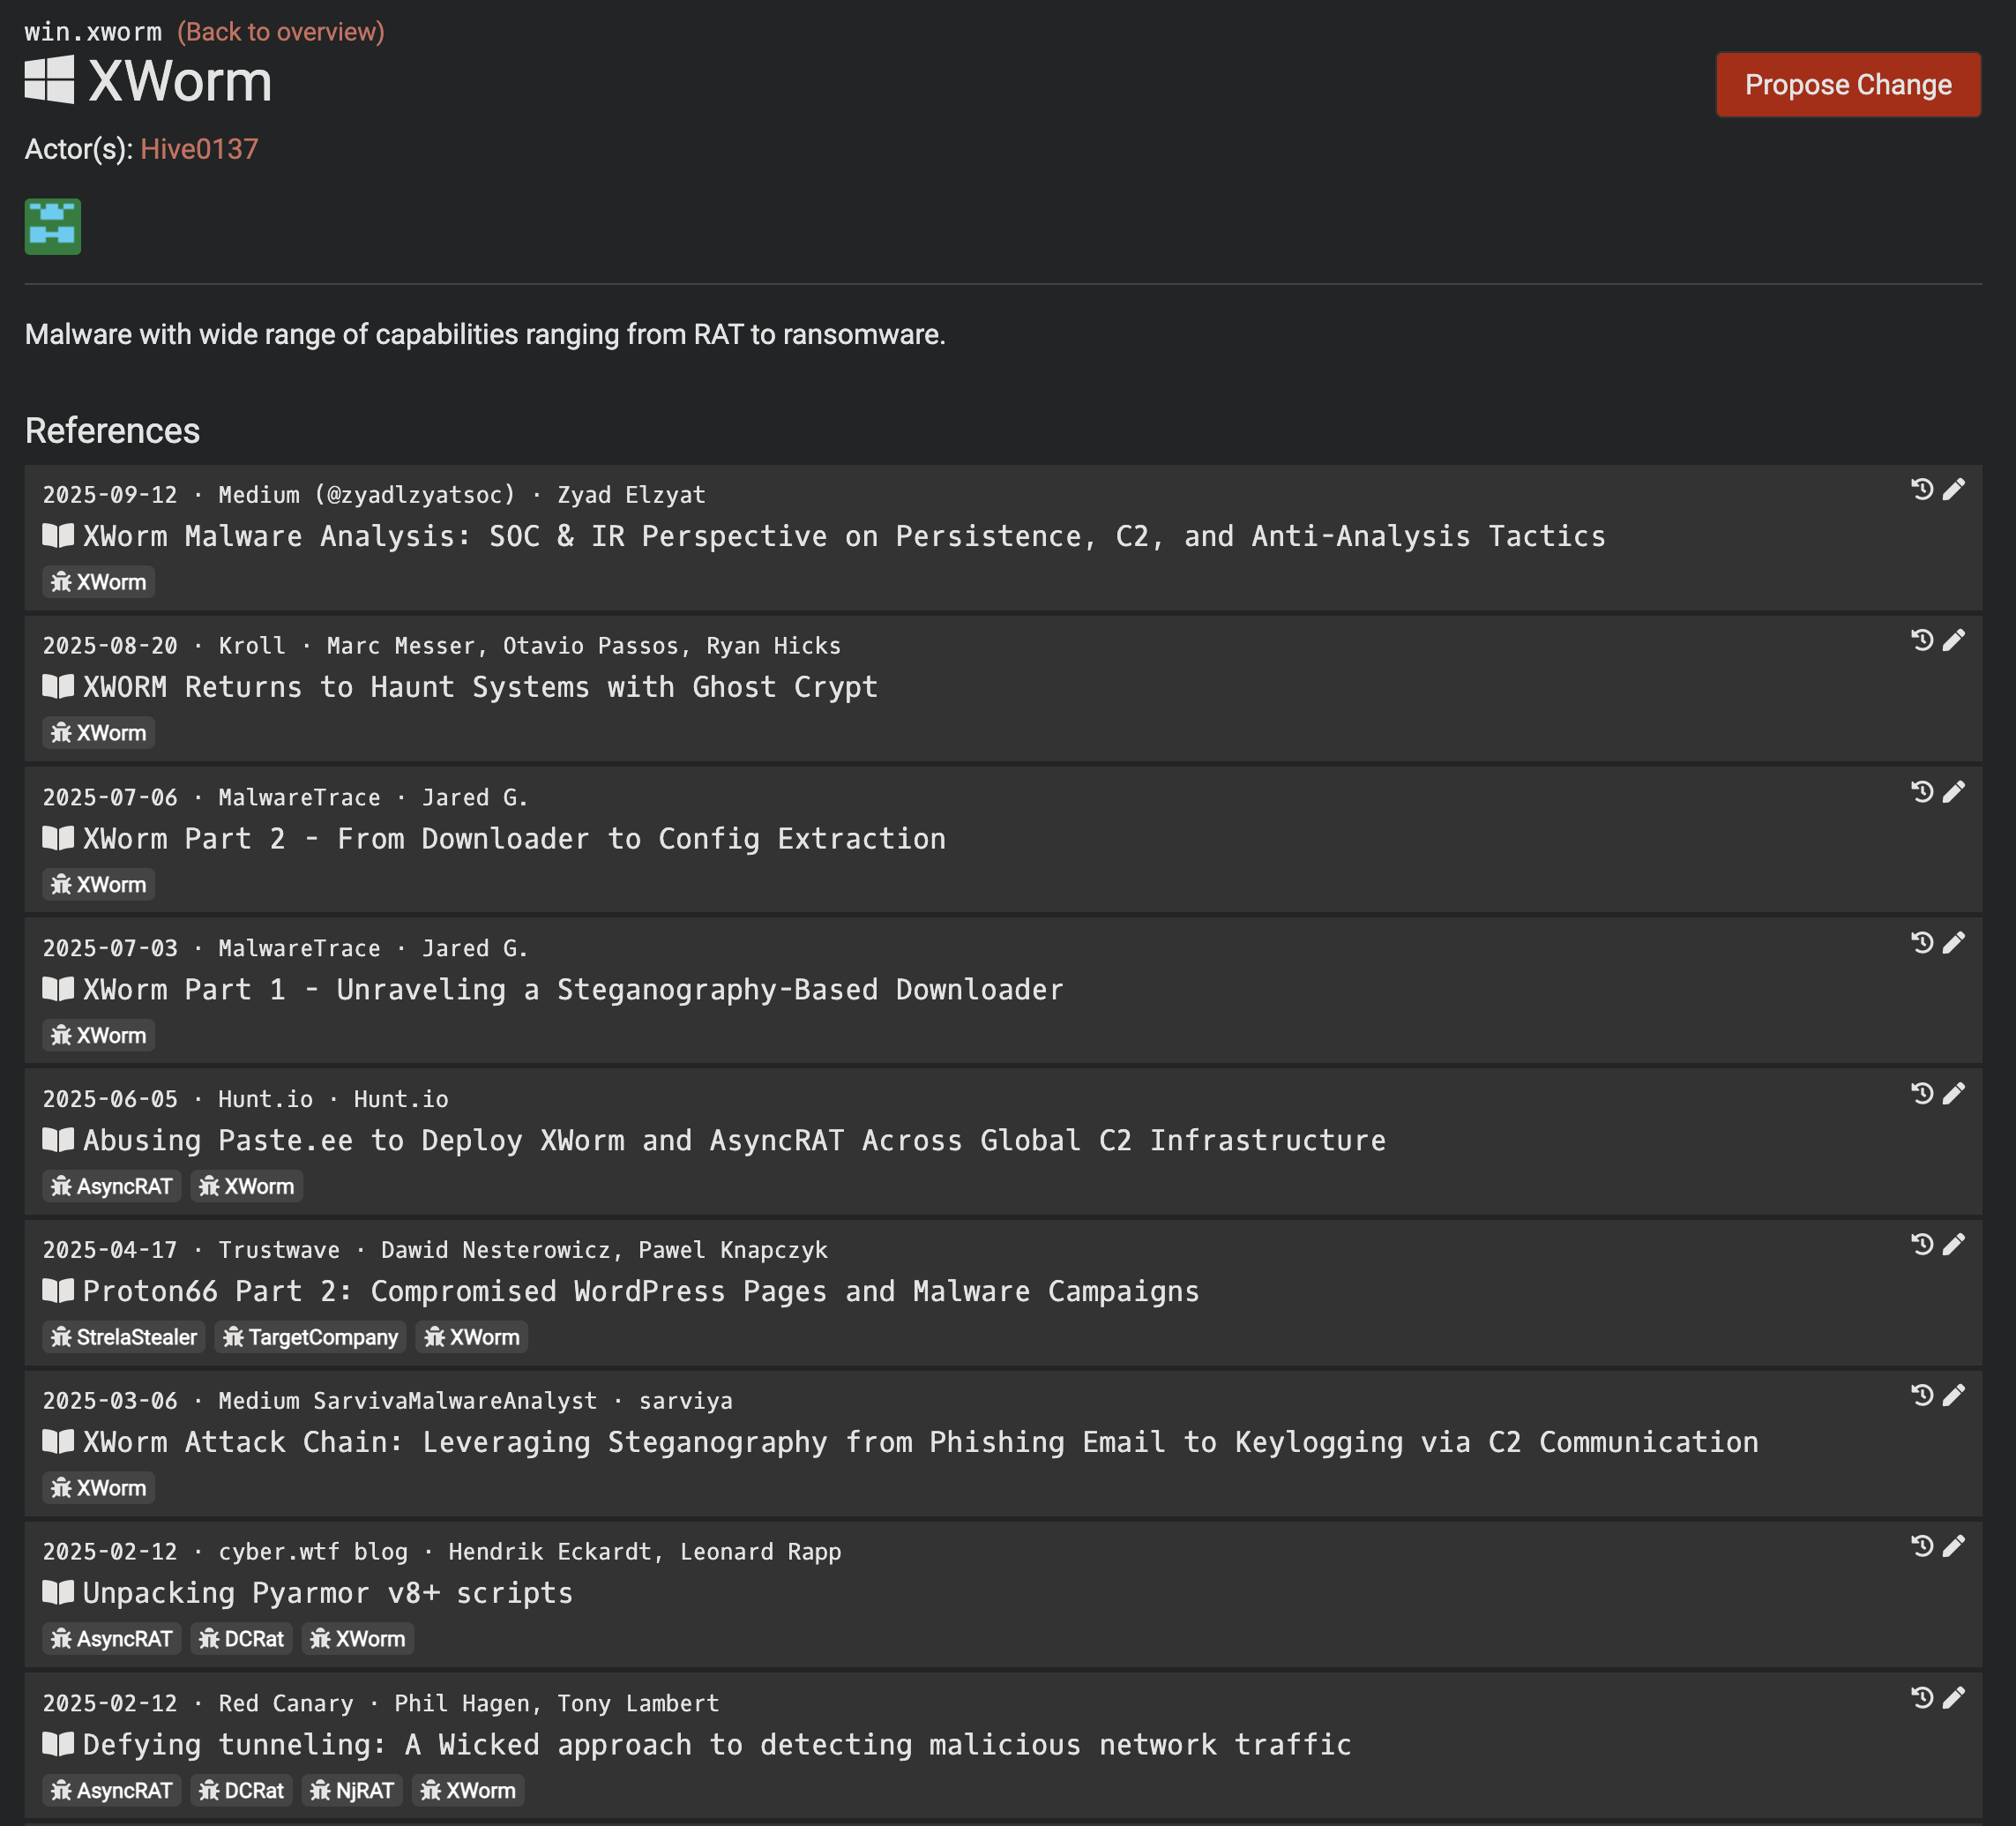 win.xworm (Back to overview)
XWorm
Propose Change
Actor(s): Hive0137
Malware with wide range of capabilities ranging from RAT to ransomware.
References
2025-09-12 · Medium (@zyadlzyatsoc) · Zyad Elzyat
XWorm Malware Analysis: SOC & IR Perspective on Persistence, C2, and Anti-Analysis Tactics
XWorm
2025-08-20 · Kroll · Marc Messer, Otavio Passos, Ryan Hicks
XWORM Returns to Haunt Systems with Ghost Crypt
XWorm
2025-07-06 · MalwareTrace · Jared G.
XWorm Part 2 - From Downloader to Config Extraction
XWorm
2025-07-03 · MalwareTrace · Jared G.
XWorm Part 1 - Unraveling a Steganography-Based Downloader
XWorm
2025-06-05 · Hunt.io · Hunt.io
Abusing Paste.ee to Deploy XWorm and AsyncRAT Across Global C2 Infrastructure
AsyncRAT XWorm
2025-04-17 · Trustwave · Dawid Nesterowicz, Pawel Knapczyk
Proton66 Part 2: Compromised WordPress Pages and Malware Campaigns
StrelaStealer TargetCompany XWorm
2025-03-06 · Medium SarvivaMalwareAnalyst · sarviya
XWorm Attack Chain: Leveraging Steganography from Phishing Email to Keylogging via C2 Communication
XWorm
2025-02-12 · cyber.wtf blog · Hendrik Eckardt, Leonard Rapp
Unpacking Pyarmor v8+ scripts
AsyncRAT DCRat XWorm
2025-02-12 · Red Canary · Phil Hagen, Tony Lambert
Defying tunneling: A Wicked approach to detecting malicious network traffic
AsyncRAT DCRat NjRAT XWorm